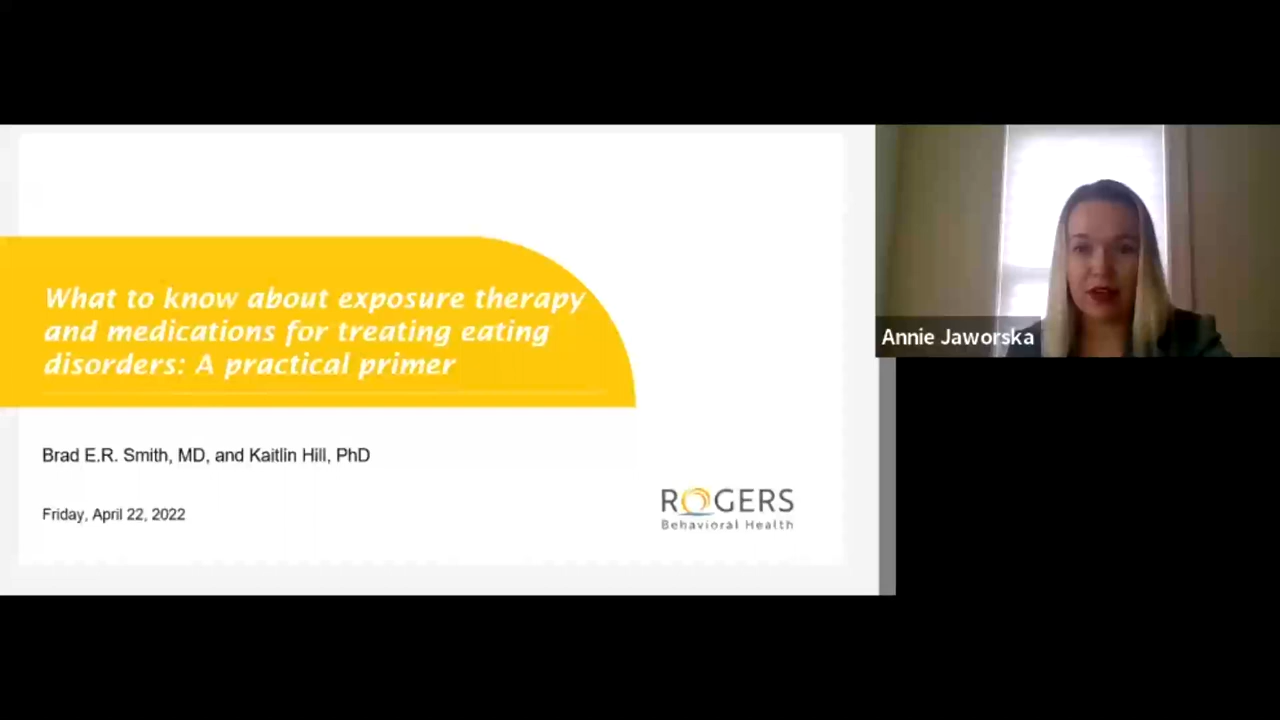 What to know about exposure therapy
and medications for treating eating
disorders: A practical primer
Brad E.R. Smith, MD, and Kaitlin Hill, PhD
Friday, April 22, 2022
ROGERS
Behavioral Health
Annie Jaworska